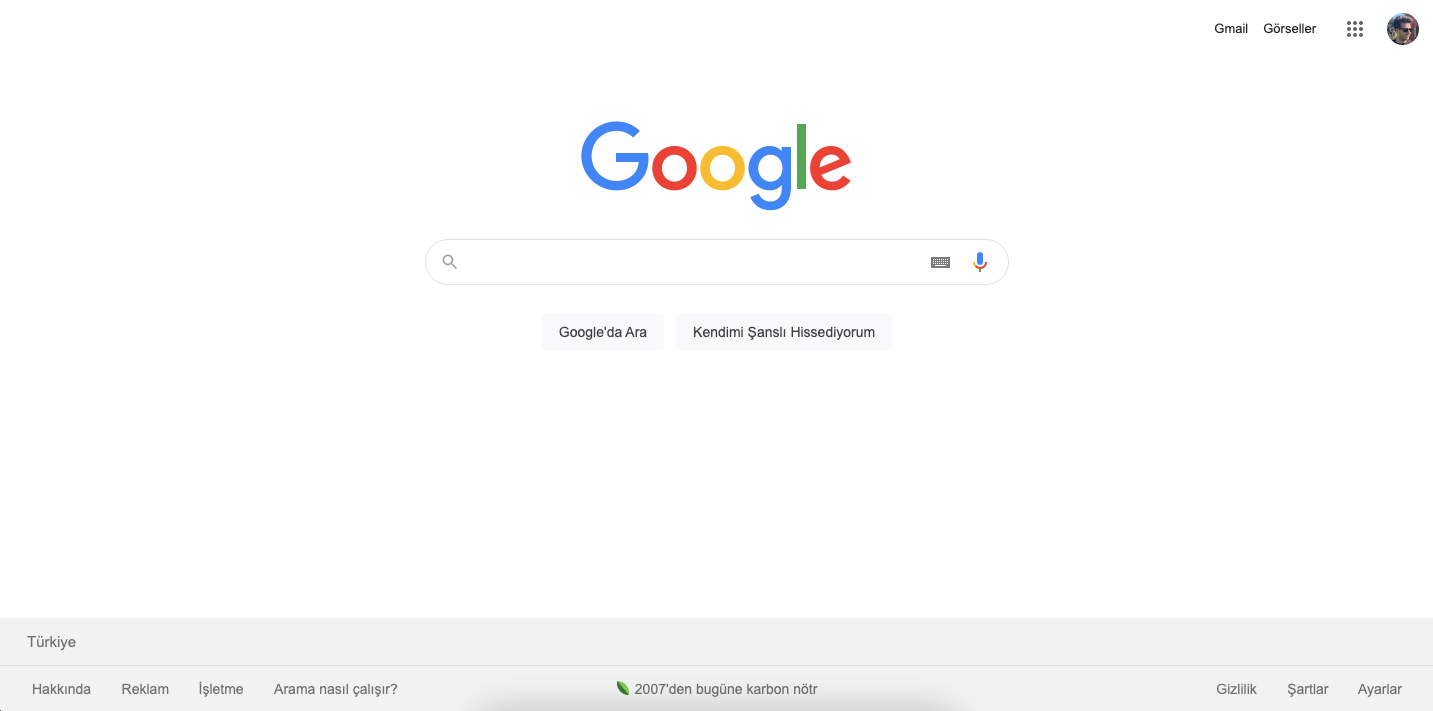 Gmail Görseller
Google
Google'da Ara Kendimi Şanslı Hissediyorum
Türkiye
Hakkında Reklam İşletme Arama nasıl çalışır? 2007'den bugüne karbon nötr Gizlilik Şartlar Ayarlar